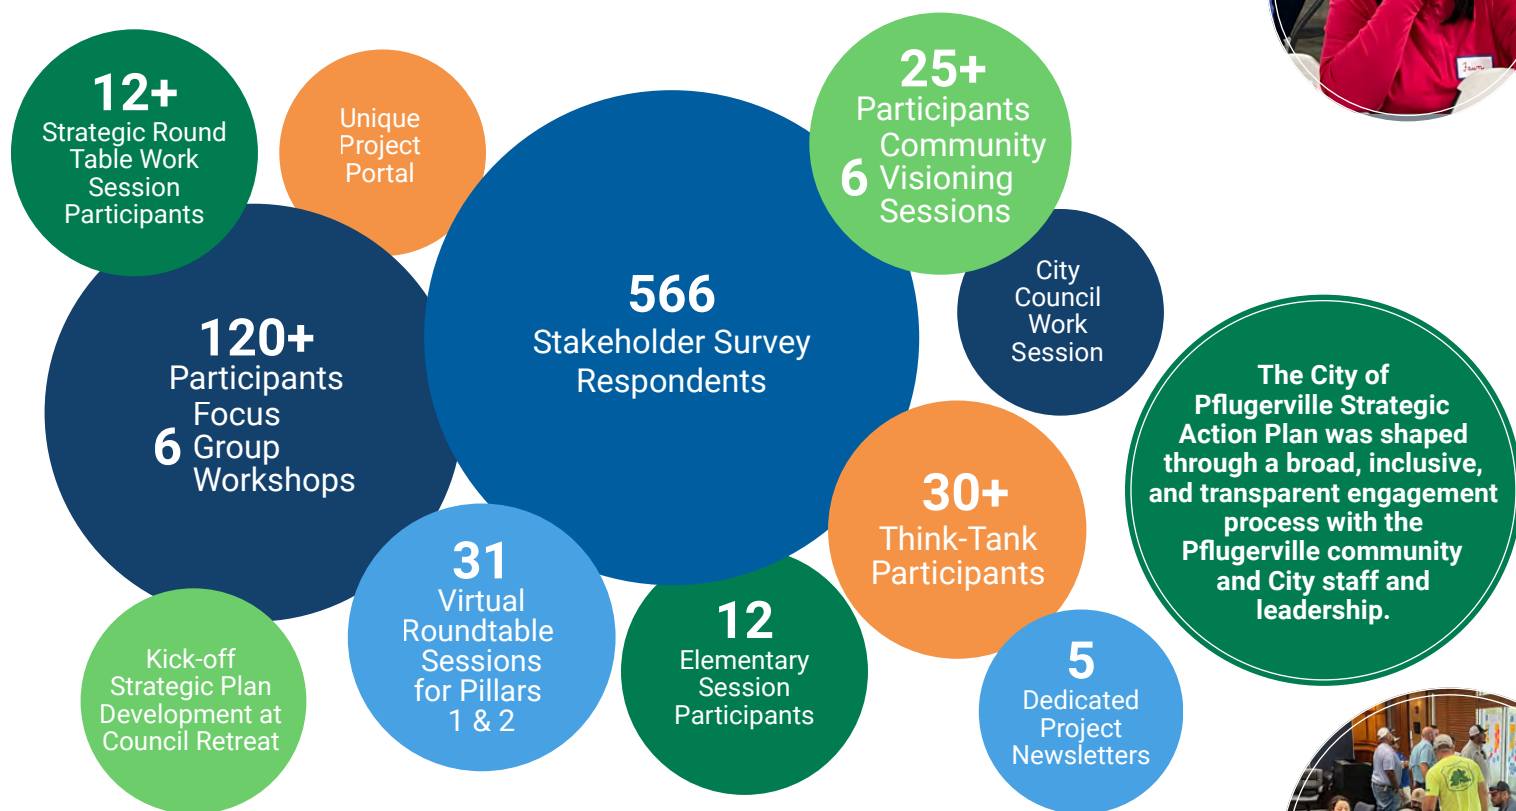 12+
Strategic Round
Table Work
Session
Participants
Unique
Project
Portal
25+
Participants
6 Community
Visioning
Sessions
566
Stakeholder Survey
Respondents
City
Council
Work
Session
120+
Participants
6 Focus
Group
Workshops
The City of
Pflugerville Strategic
Action Plan was shaped
through a broad, inclusive,
and transparent engagement
process with the
Pflugerville community
and City staff and
leadership.
30+
Think-Tank
Participants
31
Virtual
Roundtable
Sessions
for Pillars
1 & 2
12
Elementary
Session
Participants
5
Dedicated
Project
Newsletters
Kick-off
Strategic Plan
Development at
Council Retreat